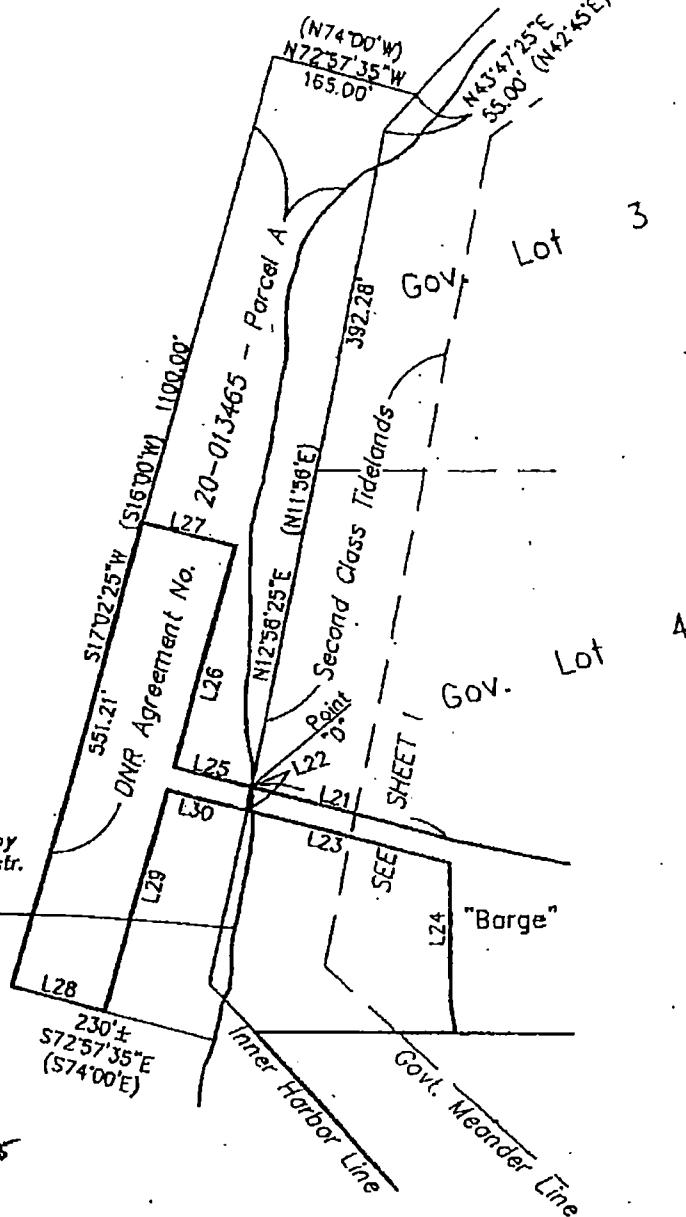 (N74°00'W)
N72°57'35"W
165.00'
N43°47'25"E
55.00' (N42°45'E)
Gov. Lot 3
20-013465 - Parcel A
392.28'
(S16°00'W) 1100.00'
Second Class Tidelands
(N11°56'E)
L27
S17°02'25"W
DNR Agreement No.
N12°58'25"E
L26
Gov. Lot 4
551.21'
Point
"D"
L22
L25
L21
SEE SHEET 1
L30
L23
by
str.
L29
L24
"Barge"
L28
230'±
S72°57'35"E
(S74°00'E)
Inner Harbor Line
Govt. Meander Line